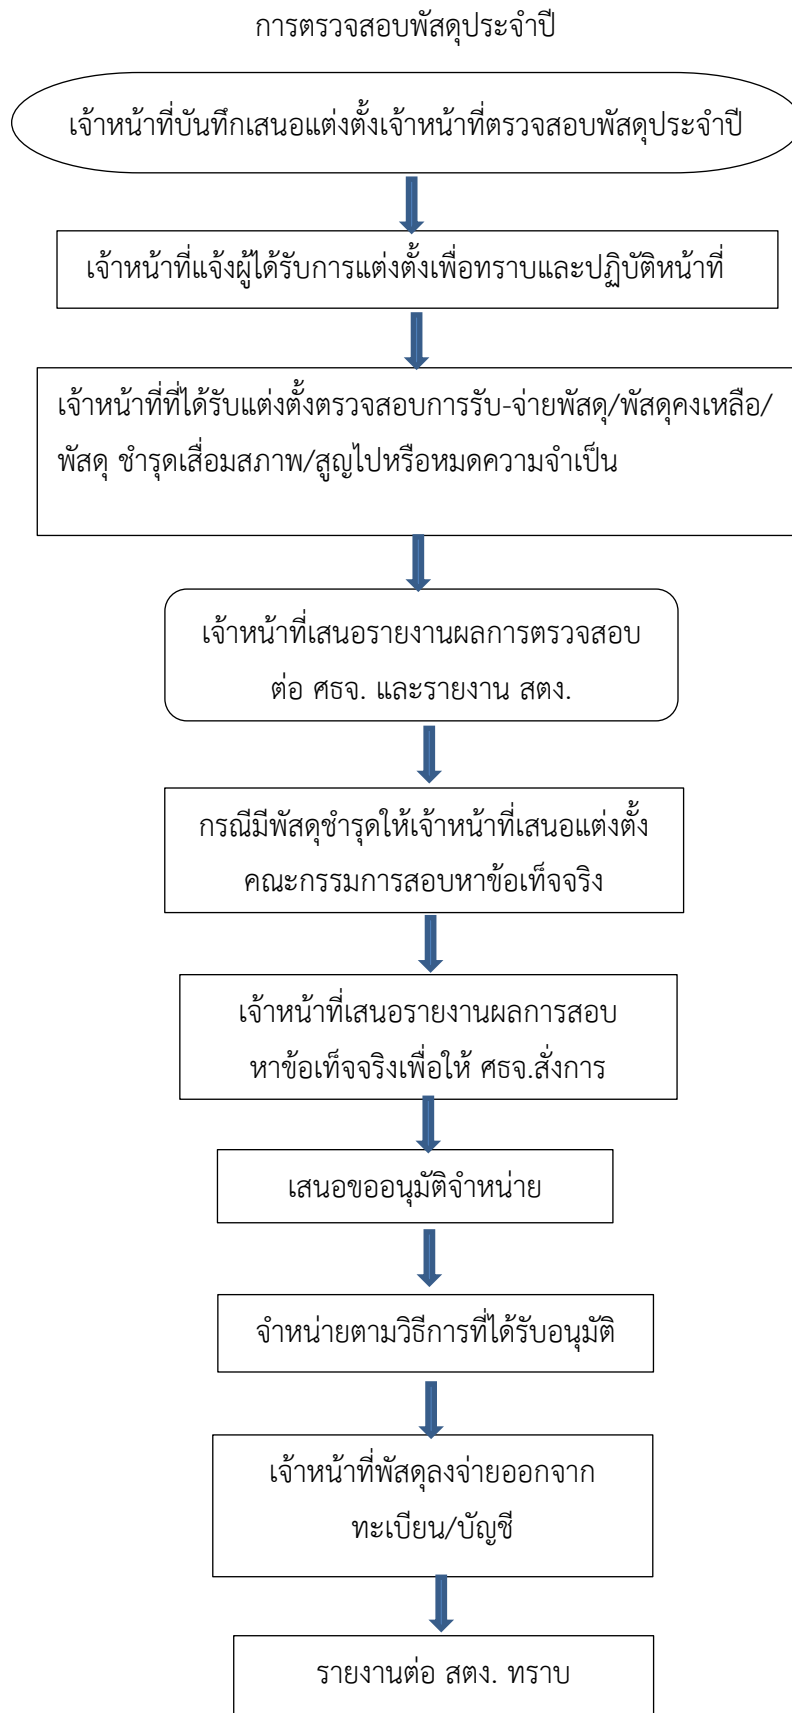 การตรวจสอบพัสดุประจำปี
เจ้าหน้าที่บันทึกเสนอแต่งตั้งเจ้าหน้าที่ตรวจสอบพัสดุประจำปี
เจ้าหน้าที่แจ้งผู้ได้รับการแต่งตั้งเพื่อทราบและปฏิบัติหน้าที่
เจ้าหน้าที่ที่ได้รับแต่งตั้งตรวจสอบการรับ-จ่ายพัสดุ/พัสดุคงเหลือ/
พัสดุ ชำรุดเสื่อมสภาพ/สูญไปหรือหมดความจำเป็น
เจ้าหน้าที่เสนอรายงานผลการตรวจสอบ
ต่อ ศธจ. และรายงาน สตง.
กรณีมีพัสดุชำรุดให้เจ้าหน้าที่เสนอแต่งตั้ง
คณะกรรมการสอบหาข้อเท็จจริง
เจ้าหน้าที่เสนอรายงานผลการสอบ
หาข้อเท็จจริงเพื่อให้ ศธจ.สั่งการ
เสนอขออนุมัติจำหน่าย
จำหน่ายตามวิธีการที่ได้รับอนุมัติ
เจ้าหน้าที่พัสดุลงจ่ายออกจาก
ทะเบียน/บัญชี
รายงานต่อ สตง. ทราบ